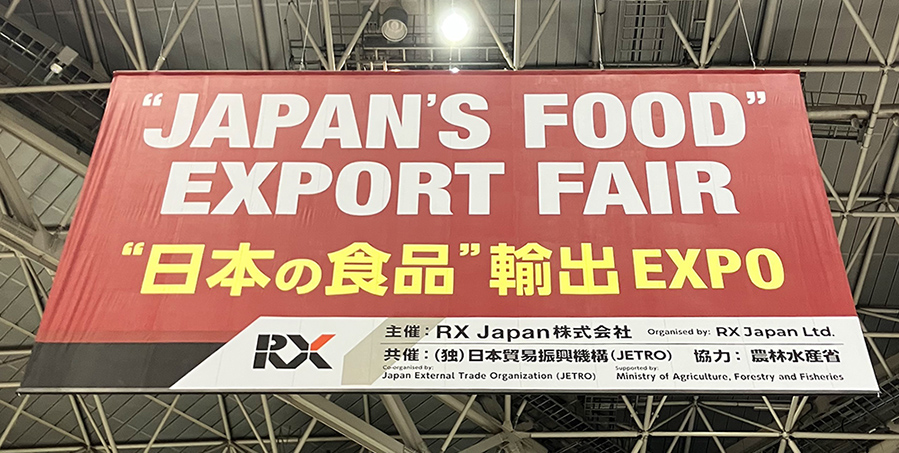 “JAPAN’S FOOD”
EXPORT FAIR
“日本の食品”輸出 EXPO
RX
主催：RX Japan株式会社 Organised by: RX Japan Ltd.
共催：(独)日本貿易振興機構(JETRO) 協力：農林水産省
Co-organised by: Supported by:
Japan External Trade Organization (JETRO) Ministry of Agriculture, Forestry and Fisheries